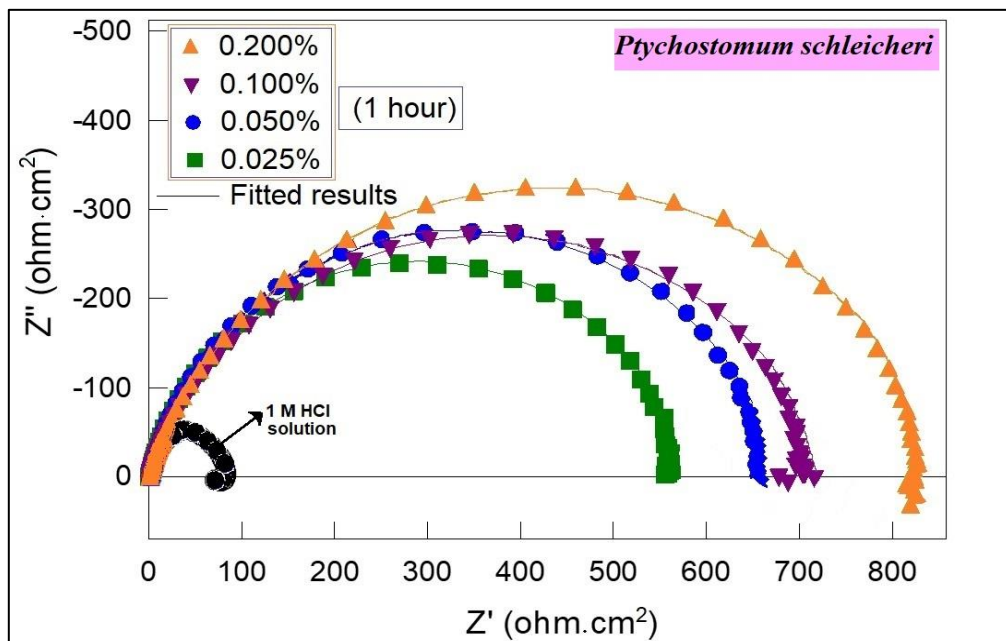 Ptychostomum schleicheri
0.200%
0.100%
0.050%
0.025%
Fitted results
(1 hour)
1 M HCl
solution
-500
-400
-300
-200
-100
0
Z'' (ohm.cm²)
0 100 200 300 400 500 600 700 800
Z' (ohm.cm²)